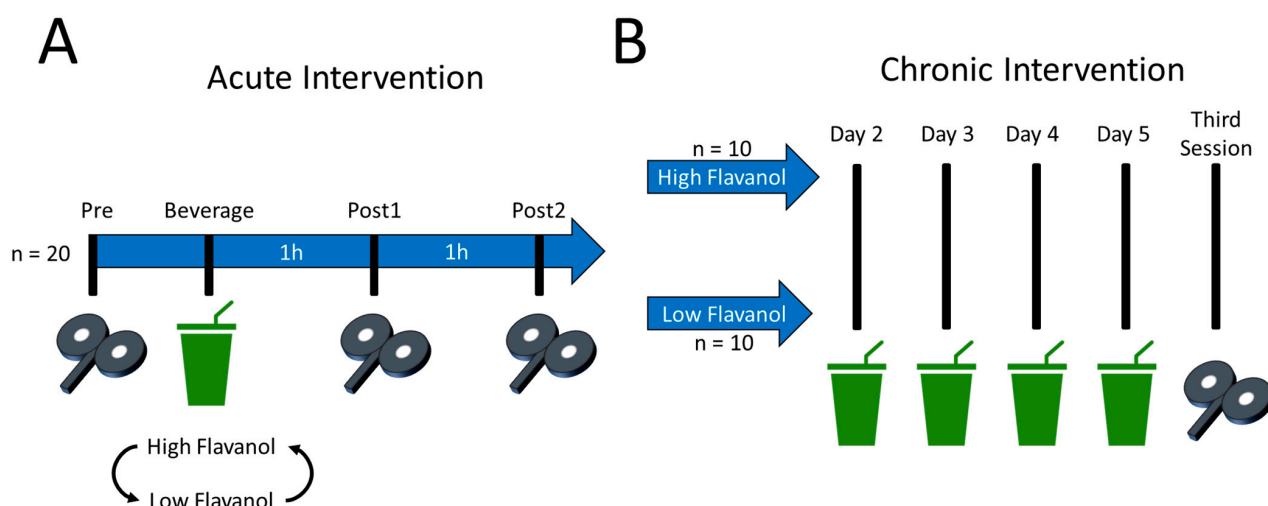 A
Acute Intervention
Pre
Beverage
Post1
Post2
n = 20
1h
1h
High Flavanol
Low Flavanol
B
Chronic Intervention
n = 10
High Flavanol
Low Flavanol
n = 10
Day 2
Day 3
Day 4
Day 5
Third
Session